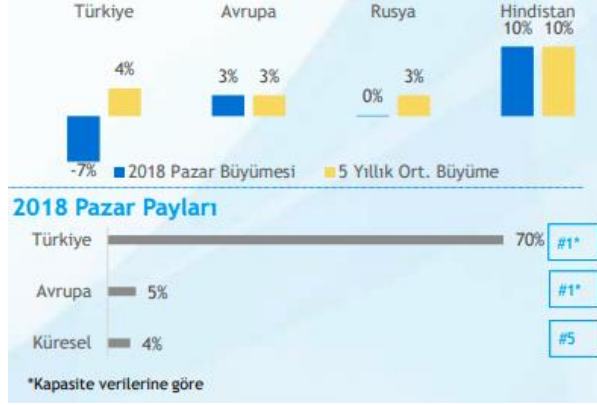 Türkiye Avrupa Rusya Hindistan
10% 10%
4% 3% 3% 0% 3%
-7% 2018 Pazar Büyümesi 5 Yıllık Ort. Büyüme
2018 Pazar Payları
Türkiye 70% #1*
Avrupa 5% #1*
Küresel 4% #5
*Kapasite verilerine göre